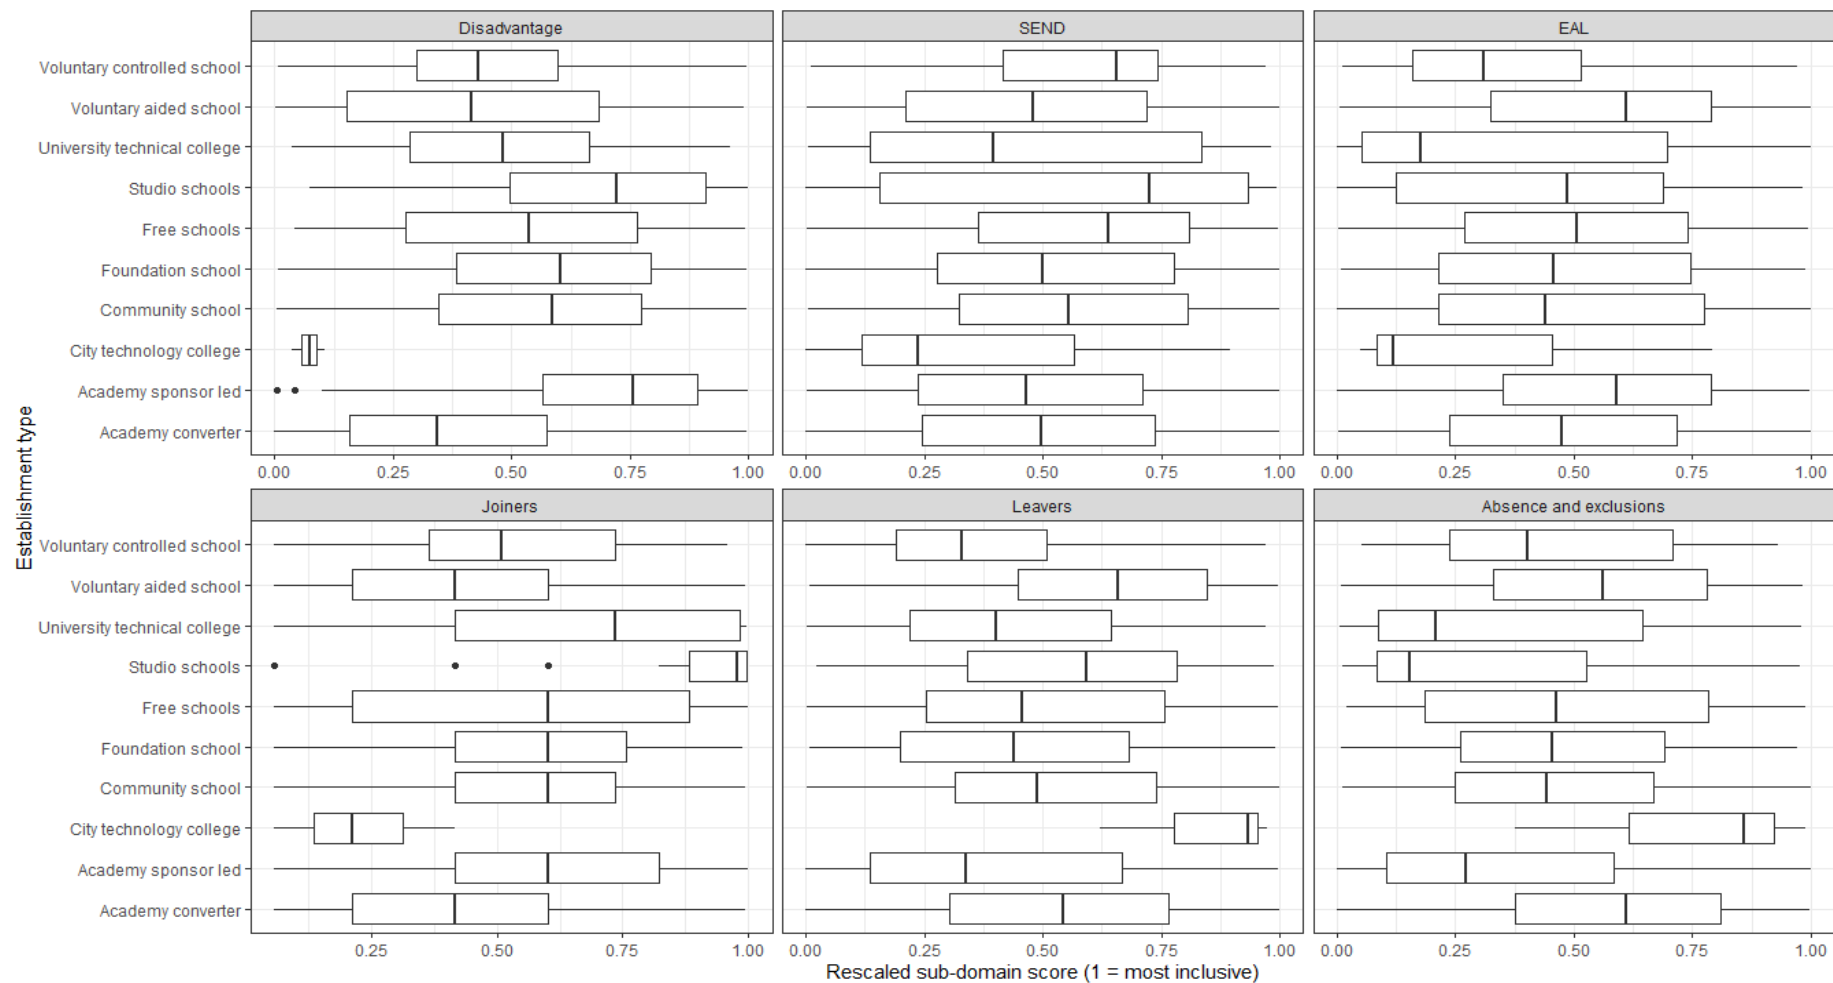 Disadvantage
SEND
EAL
Voluntary controlled school
Voluntary aided school
University technical college
Studio schools
Free schools
Foundation school
Community school
City technology college
Academy sponsor led
Academy converter
0.00 0.25 0.50 0.75 1.00
0.00 0.25 0.50 0.75 1.00
0.00 0.25 0.50 0.75 1.00
Establishment type
Joiners
Leavers
Absence and exclusions
Voluntary controlled school
Voluntary aided school
University technical college
Studio schools
Free schools
Foundation school
Community school
City technology college
Academy sponsor led
Academy converter
0.25 0.50 0.75 1.00
0.00 0.25 0.50 0.75 1.00
0.00 0.25 0.50 0.75 1.00
Rescaled sub-domain score (1 = most inclusive)